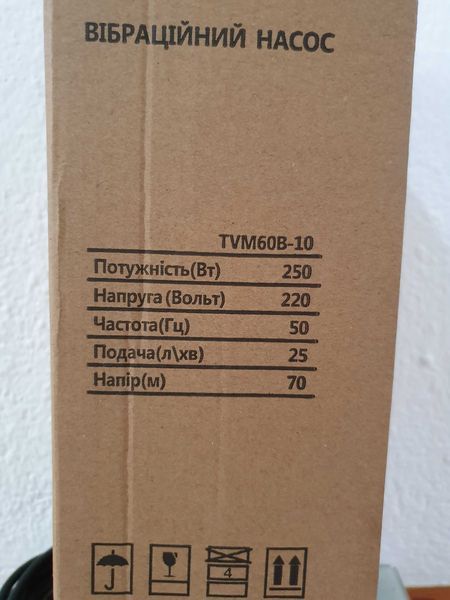 ВІБРАЦІЙНИЙ НАСОС
TVM60B-10
Потужність(Вт) 250
Напруга(Вольт) 220
Частота(Гц) 50
Подача(л\хв) 25
Напір(м) 70
4